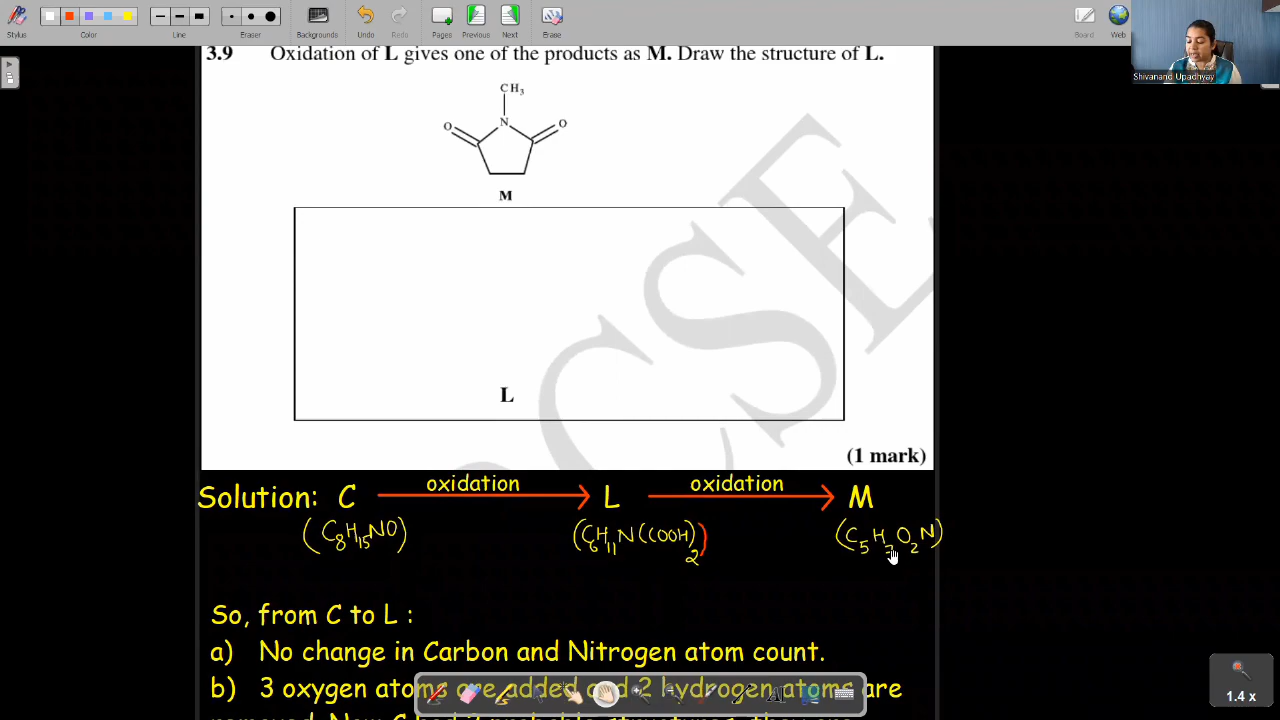 Stylus
Color
Line
Eraser
Backgrounds
Undo
Redo
Pages
Previous
Next
Erase
Board
Web
Shivanand Upadhyay
3.9 Oxidation of L gives one of the products as M. Draw the structure of L.
CH3
N
O
O
M
CSE
L
(1 mark)
Solution: C oxidation L oxidation M
(C8H15NO) (C6H11N(COOH)2) (C5H7O2N)
So, from C to L :
a) No change in Carbon and Nitrogen atom count.
b) 3 oxygen atoms are added and 2 hydrogen atoms are
1.4 x